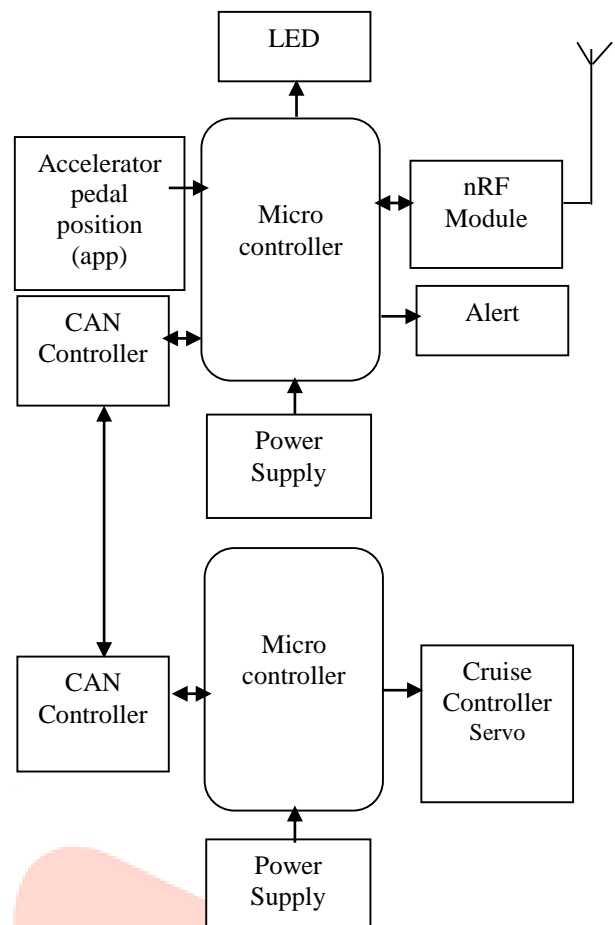 LED
Accelerator
pedal
position
(app)
Micro
controller
nRF
Module
CAN
Controller
Alert
Power
Supply
Micro
controller
CAN
Controller
Cruise
Controller
Servo
Power
Supply